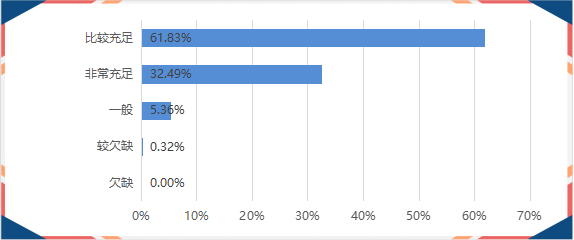 比较充足 61.83%
非常充足 32.49%
一般 5.36%
较欠缺 0.32%
欠缺 0.00%
0% 10% 20% 30% 40% 50% 60% 70%